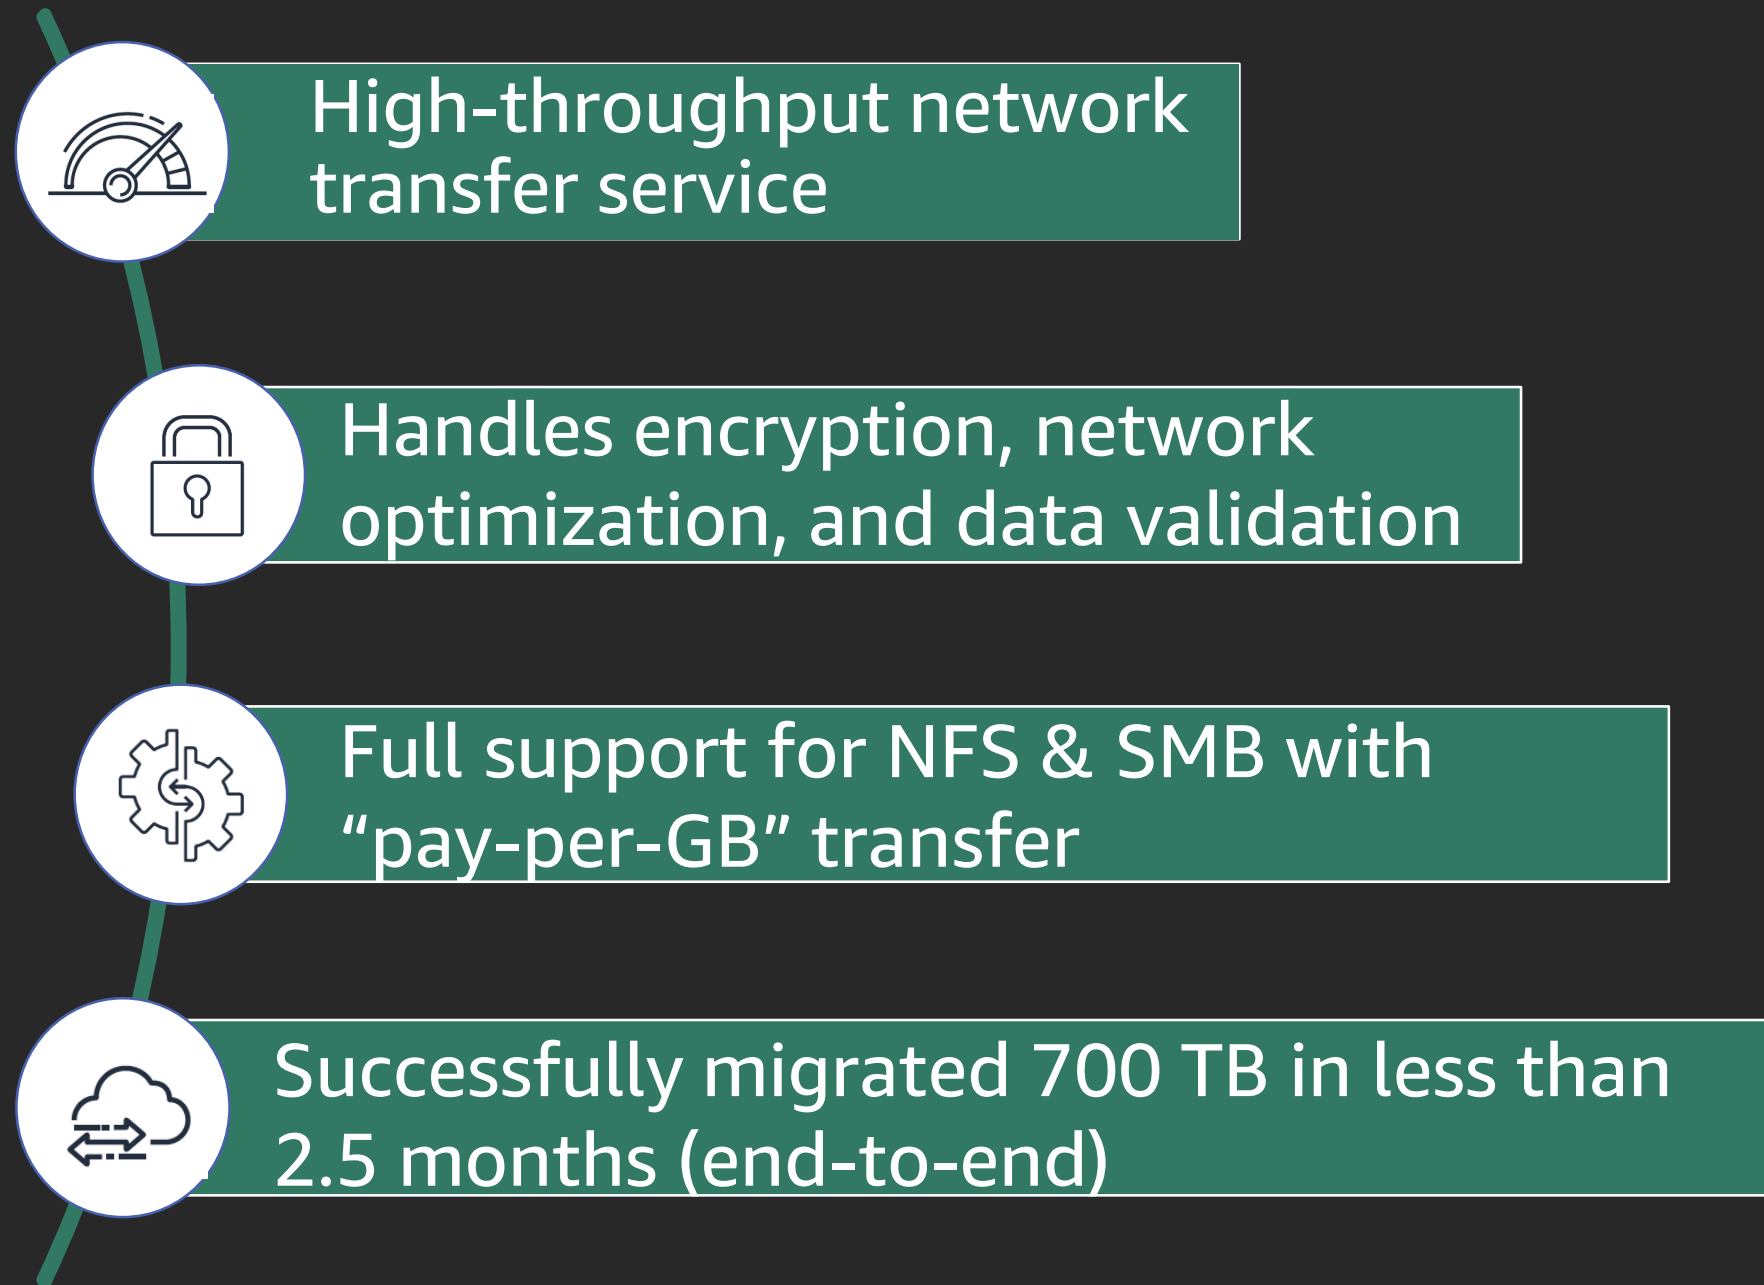 High-throughput network
transfer service
Handles encryption, network
optimization, and data validation
Full support for NFS & SMB with
“pay-per-GB” transfer
Successfully migrated 700 TB in less than
2.5 months (end-to-end)